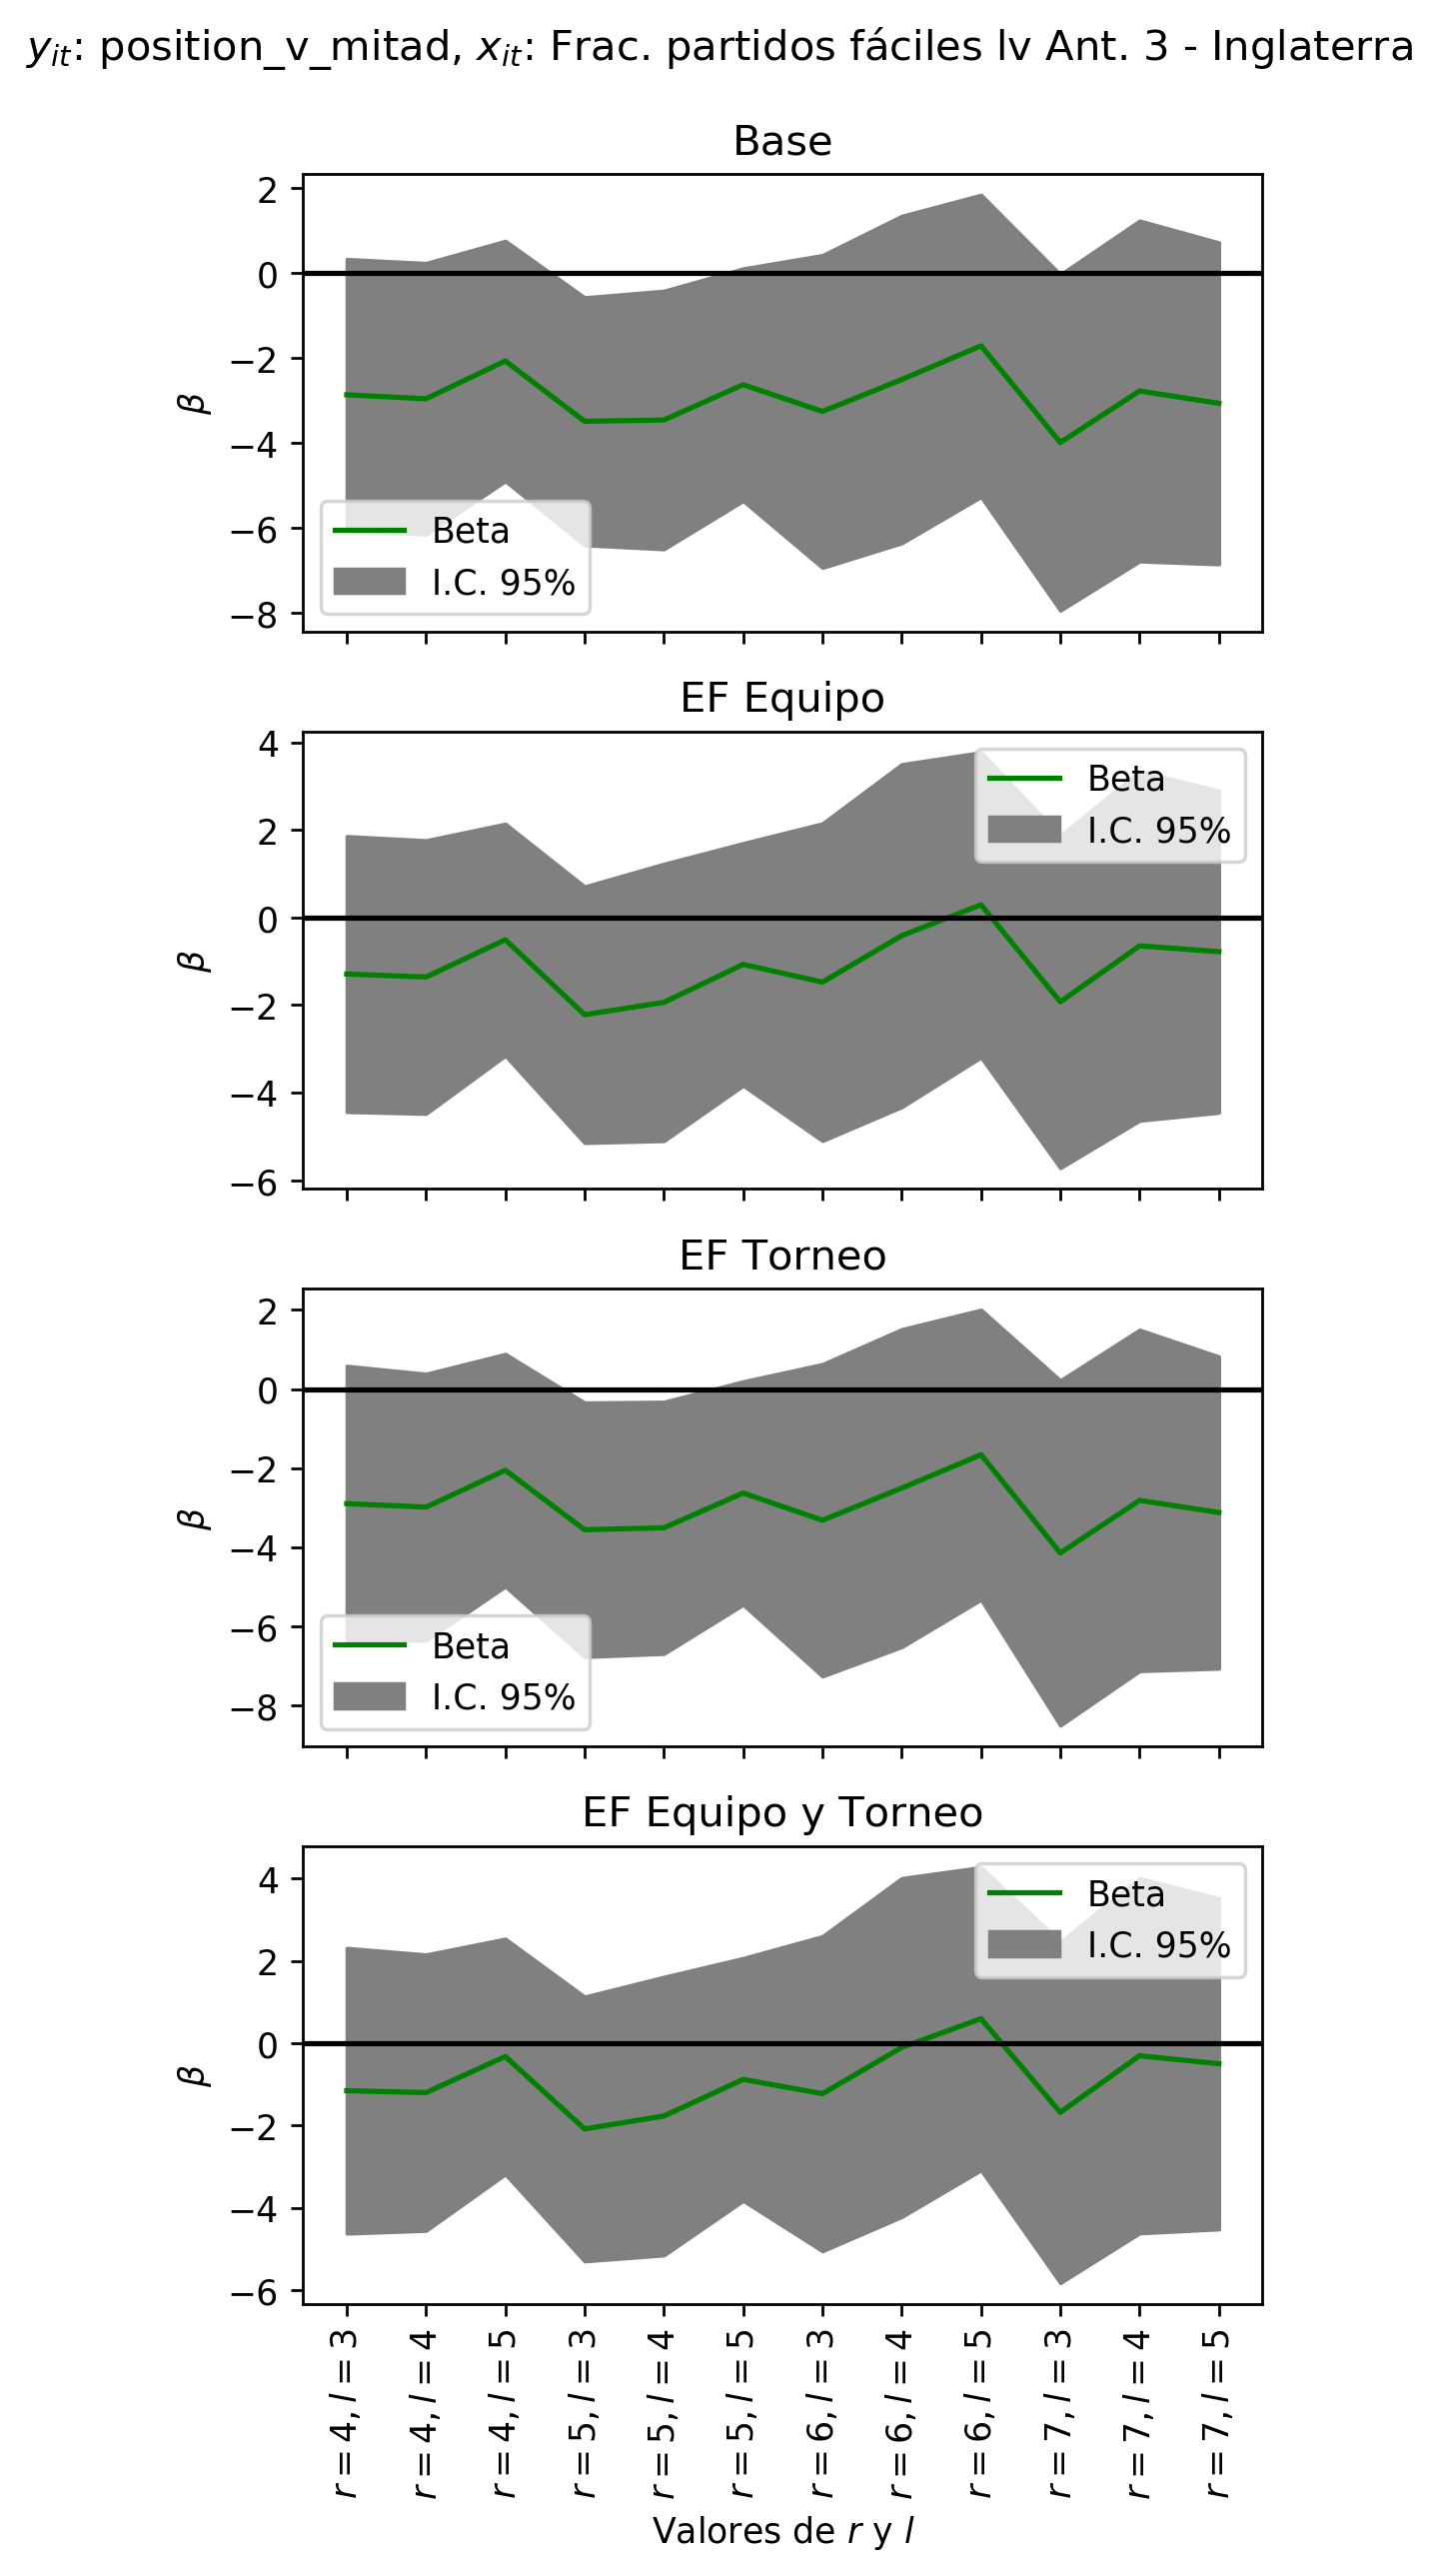 y_it: position_v_mitad, x_it: Frac. partidos fáciles lv Ant. 3 - Inglaterra
Base
2
0
−2
−4
−6
−8
β
Beta
I.C. 95%
EF Equipo
4
2
0
−2
−4
−6
β
Beta
I.C. 95%
EF Torneo
2
0
−2
−4
−6
−8
β
Beta
I.C. 95%
EF Equipo y Torneo
4
2
0
−2
−4
−6
β
Beta
I.C. 95%
r = 4, l = 3
r = 4, l = 4
r = 4, l = 5
r = 5, l = 3
r = 5, l = 4
r = 5, l = 5
r = 6, l = 3
r = 6, l = 4
r = 6, l = 5
r = 7, l = 3
r = 7, l = 4
r = 7, l = 5
Valores de r y l